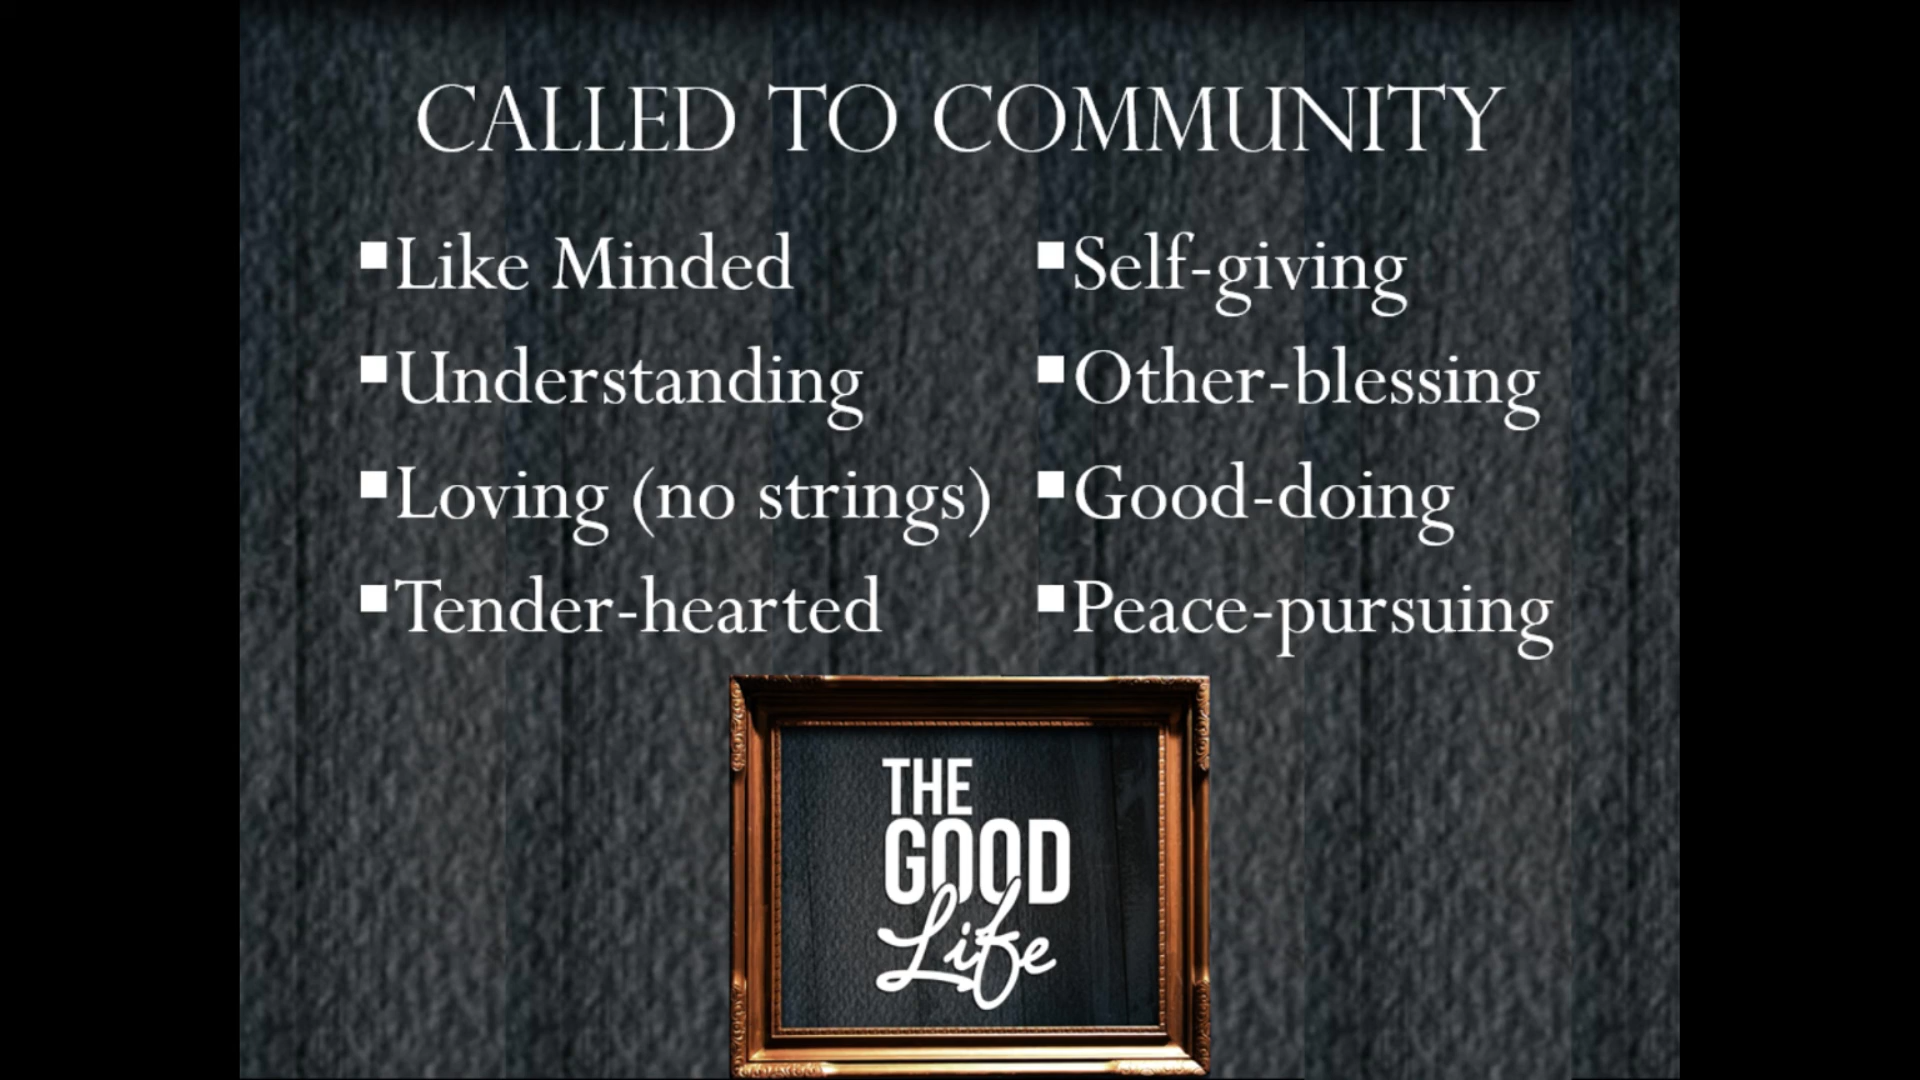 CALLED TO COMMUNITY
▪Like Minded
▪Understanding
▪Loving (no strings)
▪Tender-hearted
▪Self-giving
▪Other-blessing
▪Good-doing
▪Peace-pursuing
THE
GOOD
Life